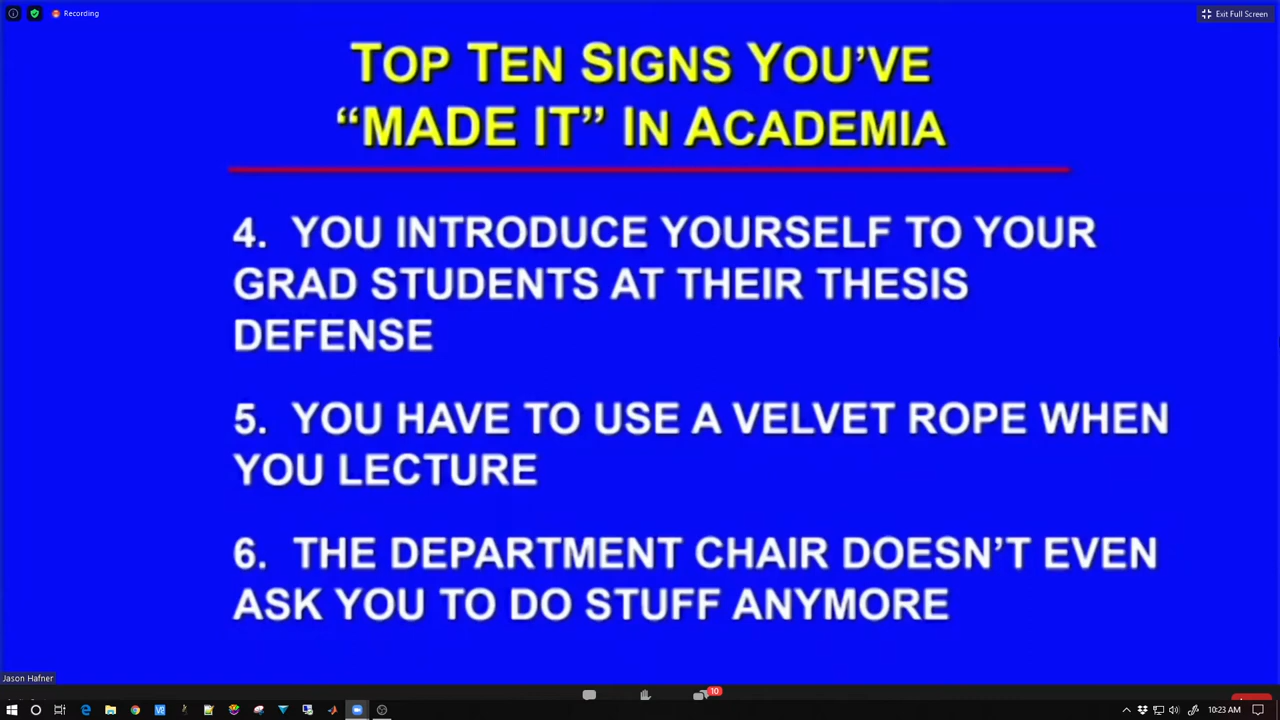 Recording
Exit Full Screen
TOP TEN SIGNS YOU’VE
“MADE IT” IN ACADEMIA
4. YOU INTRODUCE YOURSELF TO YOUR
GRAD STUDENTS AT THEIR THESIS
DEFENSE
5. YOU HAVE TO USE A VELVET ROPE WHEN
YOU LECTURE
6. THE DEPARTMENT CHAIR DOESN’T EVEN
ASK YOU TO DO STUFF ANYMORE
Jason Hafner
10
10:23 AM